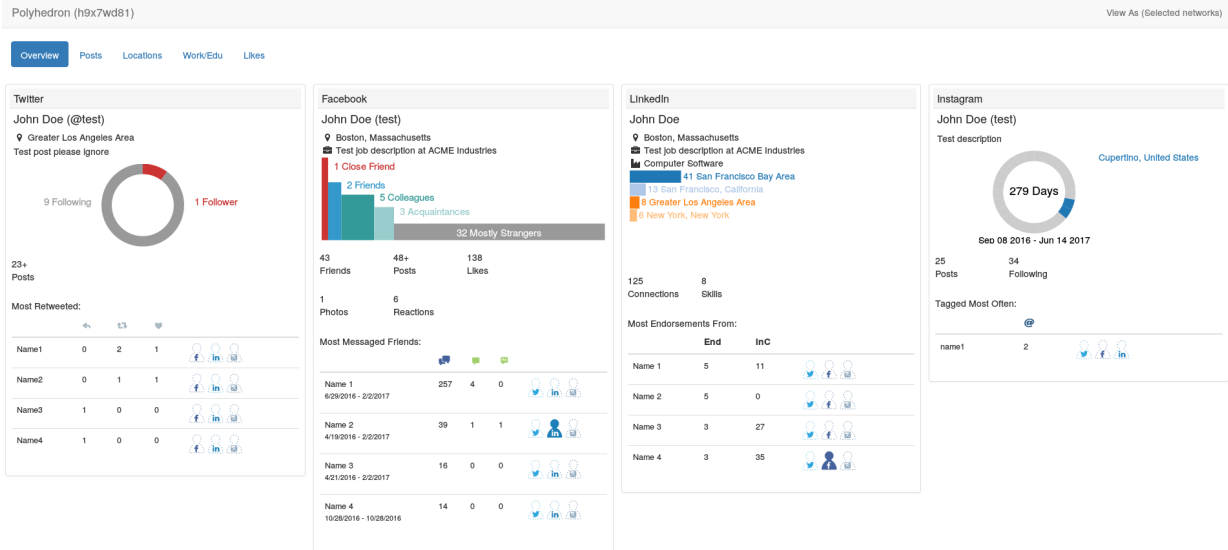 Polyhedron (h9x7wd81)
View As (Selected networks)
Overview Posts Locations Work/Edu Likes
Twitter
John Doe (@test)
Greater Los Angeles Area
Test post please ignore
9 Following
1 Follower
23+
Posts
Most Retweeted:
Name1 0 2 1
Name2 0 1 1
Name3 1 0 0
Name4 1 0 0
Facebook
John Doe (test)
Boston, Massachusetts
Test job description at ACME Industries
1 Close Friend
2 Friends
5 Colleagues
3 Acquaintances
32 Mostly Strangers
43 48+ 138
Friends Posts Likes
1 6
Photos Reactions
Most Messaged Friends:
Name 1 257 4 0
6/29/2016 - 2/2/2017
Name 2 39 1 1
4/19/2016 - 2/2/2017
Name 3 16 0 0
4/21/2016 - 2/2/2017
Name 4 14 0 0
10/28/2016 - 10/28/2016
LinkedIn
John Doe
Boston, Massachusetts
Test job description at ACME Industries
Computer Software
41 San Francisco Bay Area
13 San Francisco, California
8 Greater Los Angeles Area
6 New York, New York
125 8
Connections Skills
Most Endorsements From:
End InC
Name 1 5 11
Name 2 5 0
Name 3 3 27
Name 4 3 35
Instagram
John Doe (test)
Test description
Cupertino, United States
279 Days
Sep 08 2016 - Jun 14 2017
25 34
Posts Following
Tagged Most Often:
@
name1 2